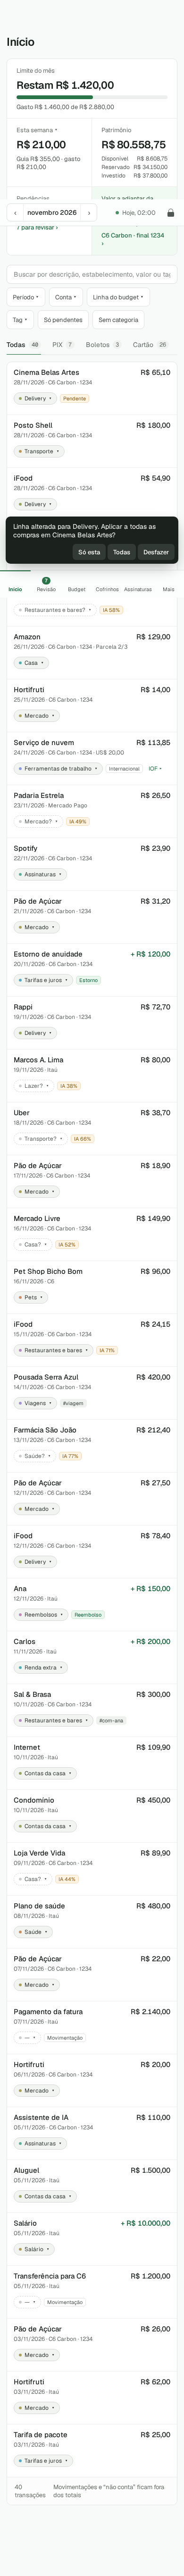 Início
Limite do mês
Restam R$ 1.420,00
Gasto R$ 1.460,00 de R$ 2.880,00
Esta semana
R$ 210,00
Guia R$ 355,00 · gasto
R$ 210,00
Patrimônio
R$ 80.558,75
Disponível R$ 8.608,75
Reservado R$ 34.150,00
Investido R$ 37.800,00
‹ novembro 2026 ›
Hoje, 02:00
7 para revisar ›
C6 Carbon · final 1234
›
Buscar por descrição, estabelecimento, valor ou tag
Período
Conta
Linha do budget
Tag
Só pendentes
Sem categoria
Todas 40
PIX 7
Boletos 3
Cartão 26
Cinema Belas Artes R$ 65,10
28/11/2026 · C6 Carbon · 1234
Delivery Pendente
Posto Shell R$ 180,00
28/11/2026 · C6 Carbon · 1234
Transporte
iFood R$ 54,90
28/11/2026 · C6 Carbon · 1234
Delivery
Linha alterada para Delivery. Aplicar a todas as
compras em Cinema Belas Artes?
Só esta
Todas
Desfazer
7
Início
Revisão
Budget
Cofrinhos
Assinaturas
Mais
Restaurantes e bares? IA 58%
Amazon R$ 129,00
26/11/2026 · C6 Carbon · 1234 · Parcela 2/3
Casa
Hortifruti R$ 14,00
25/11/2026 · C6 Carbon · 1234
Mercado
Serviço de nuvem R$ 113,85
24/11/2026 · C6 Carbon · 1234 · US$ 20,00
Ferramentas de trabalho Internacional IOF
Padaria Estrela R$ 26,50
23/11/2026 · Mercado Pago
Mercado? IA 49%
Spotify R$ 23,90
22/11/2026 · C6 Carbon · 1234
Assinaturas
Pão de Açúcar R$ 31,20
21/11/2026 · C6 Carbon · 1234
Mercado
Estorno de anuidade + R$ 120,00
20/11/2026 · C6 Carbon · 1234
Tarifas e juros Estorno
Rappi R$ 72,70
19/11/2026 · C6 Carbon · 1234
Delivery
Marcos A. Lima R$ 80,00
19/11/2026 · Itaú
Lazer? IA 38%
Uber R$ 38,70
18/11/2026 · C6 Carbon · 1234
Transporte? IA 66%
Pão de Açúcar R$ 18,90
17/11/2026 · C6 Carbon · 1234
Mercado
Mercado Livre R$ 149,90
16/11/2026 · C6 Carbon · 1234
Casa? IA 52%
Pet Shop Bicho Bom R$ 96,00
16/11/2026 · C6
Pets
iFood R$ 24,15
15/11/2026 · C6 Carbon · 1234
Restaurantes e bares IA 71%
Pousada Serra Azul R$ 420,00
14/11/2026 · C6 Carbon · 1234
Viagens #viagem
Farmácia São João R$ 212,40
13/11/2026 · C6 Carbon · 1234
Saúde? IA 77%
Pão de Açúcar R$ 27,50
12/11/2026 · C6 Carbon · 1234
Mercado
iFood R$ 78,40
12/11/2026 · C6 Carbon · 1234
Delivery
Ana + R$ 150,00
12/11/2026 · Itaú
Reembolsos Reembolso
Carlos + R$ 200,00
11/11/2026 · Itaú
Renda extra
Sal & Brasa R$ 300,00
10/11/2026 · C6 Carbon · 1234
Restaurantes e bares #com-ana
Internet R$ 109,90
10/11/2026 · Itaú
Contas da casa
Condomínio R$ 450,00
10/11/2026 · Itaú
Contas da casa
Loja Verde Vida R$ 89,90
09/11/2026 · C6 Carbon · 1234
Casa? IA 44%
Plano de saúde R$ 480,00
08/11/2026 · Itaú
Saúde
Pão de Açúcar R$ 22,00
07/11/2026 · C6 Carbon · 1234
Mercado
Pagamento da fatura R$ 2.140,00
07/11/2026 · Itaú
— Movimentação
Hortifruti R$ 20,00
06/11/2026 · C6 Carbon · 1234
Mercado
Assistente de IA R$ 110,00
05/11/2026 · C6 Carbon · 1234
Assinaturas
Aluguel R$ 1.500,00
05/11/2026 · Itaú
Contas da casa
Salário + R$ 10.000,00
05/11/2026 · Itaú
Salário
Transferência para C6 R$ 1.200,00
05/11/2026 · Itaú
— Movimentação
Pão de Açúcar R$ 26,00
03/11/2026 · C6 Carbon · 1234
Mercado
Hortifruti R$ 62,00
03/11/2026 · Itaú
Mercado
Tarifa de pacote R$ 25,00
03/11/2026 · Itaú
Tarifas e juros
40
transações
Movimentações e "não conta" ficam fora
dos totais